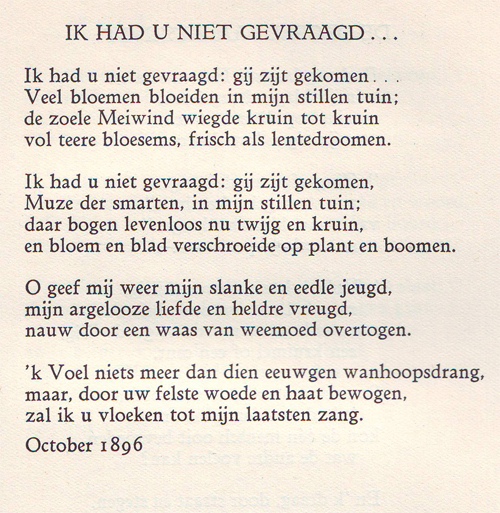 IK HAD U NIET GEVRAAGD...
Ik had u niet gevraagd: gij zijt gekomen...
Veel bloemen bloeiden in mijn stillen tuin;
de zoele Meiwind wiegde kruin tot kruin
vol teere bloesems, frisch als lentedroomen.
Ik had u niet gevraagd: gij zijt gekomen,
Muze der smarten, in mijn stillen tuin;
daar bogen levenloos nu twijg en kruin,
en bloem en blad verschroeide op plant en boomen.
O geef mij weer mijn slanke en eedle jeugd,
mijn argelooze liefde en heldre vreugd,
nauw door een waas van weemoed overtogen.
'k Voel niets meer dan dien eeuwgen wanhoopsdrang,
maar, door uw felste woede en haat bewogen,
zal ik u vloeken tot mijn laatsten zang.
October 1896